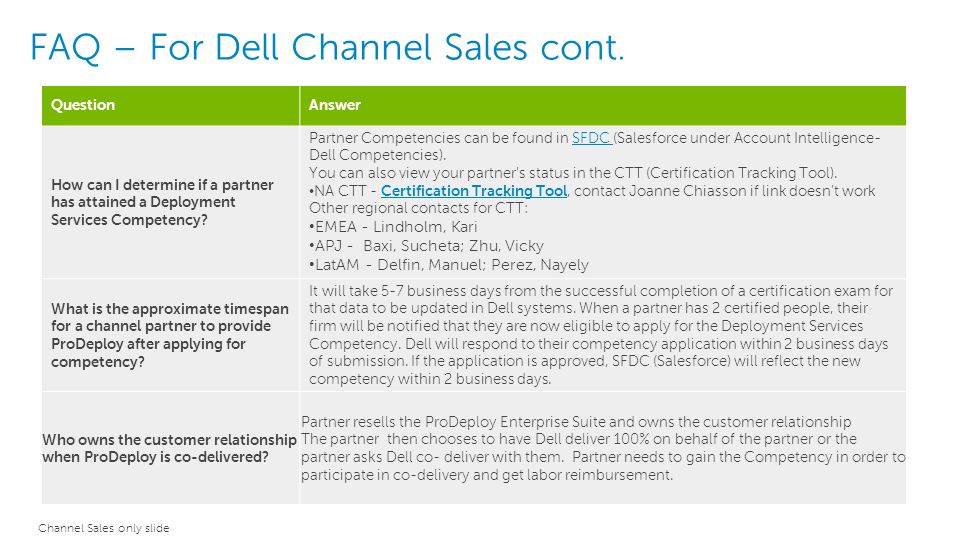 FAQ – For Dell Channel Sales cont.
Question
Answer
How can I determine if a partner
has attained a Deployment
Services Competency?
Partner Competencies can be found in SFDC (Salesforce under Account Intelligence-
Dell Competencies).
You can also view your partner's status in the CTT (Certification Tracking Tool).
•NA CTT - Certification Tracking Tool, contact Joanne Chiasson if link doesn't work
Other regional contacts for CTT:
•EMEA - Lindholm, Kari
•APJ - Baxi, Sucheta; Zhu, Vicky
•LatAM - Delfin, Manuel; Perez, Nayely
What is the approximate timespan
for a channel partner to provide
ProDeploy after applying for
competency?
It will take 5-7 business days from the successful completion of a certification exam for
that data to be updated in Dell systems. When a partner has 2 certified people, their
firm will be notified that they are now eligible to apply for the Deployment Services
Competency. Dell will respond to their competency application within 2 business days
of submission. If the application is approved, SFDC (Salesforce) will reflect the new
competency within 2 business days.
Who owns the customer relationship
when ProDeploy is co-delivered?
Partner resells the ProDeploy Enterprise Suite and owns the customer relationship
The partner then chooses to have Dell deliver 100% on behalf of the partner or the
partner asks Dell co- deliver with them. Partner needs to gain the Competency in order to
participate in co-delivery and get labor reimbursement.
Channel Sales only slide